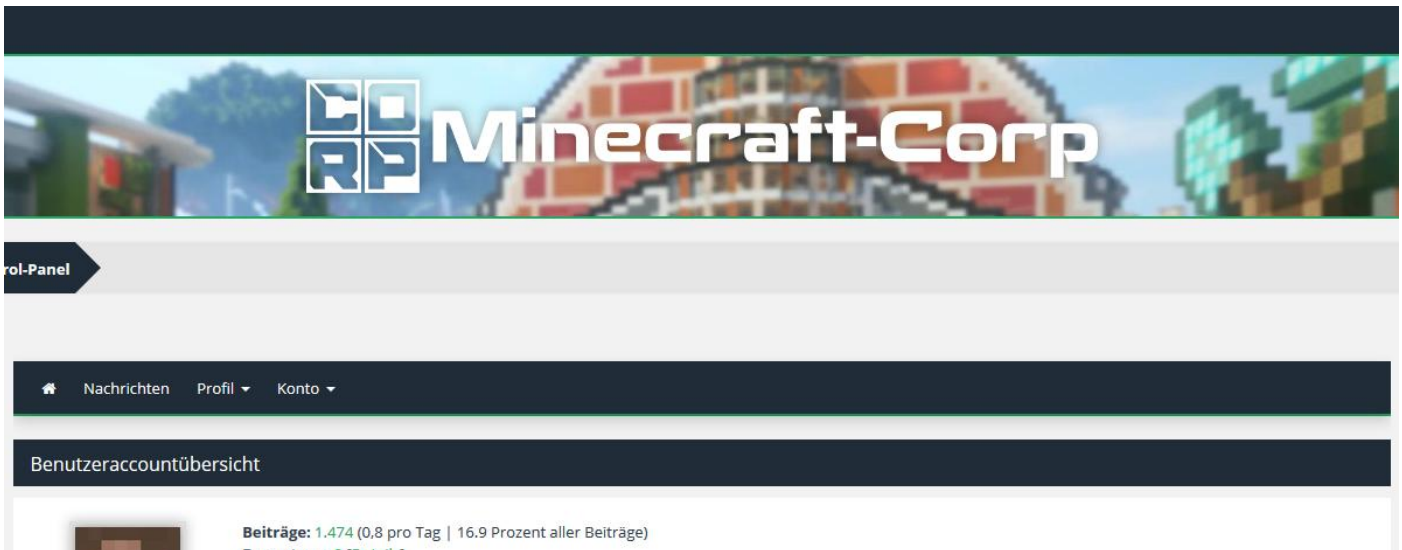 CO
RP
Minecraft-Corp
rol-Panel
Nachrichten Profil Konto
Benutzeraccountübersicht
Beiträge: 1.474 (0,8 pro Tag | 16.9 Prozent aller Beiträge)